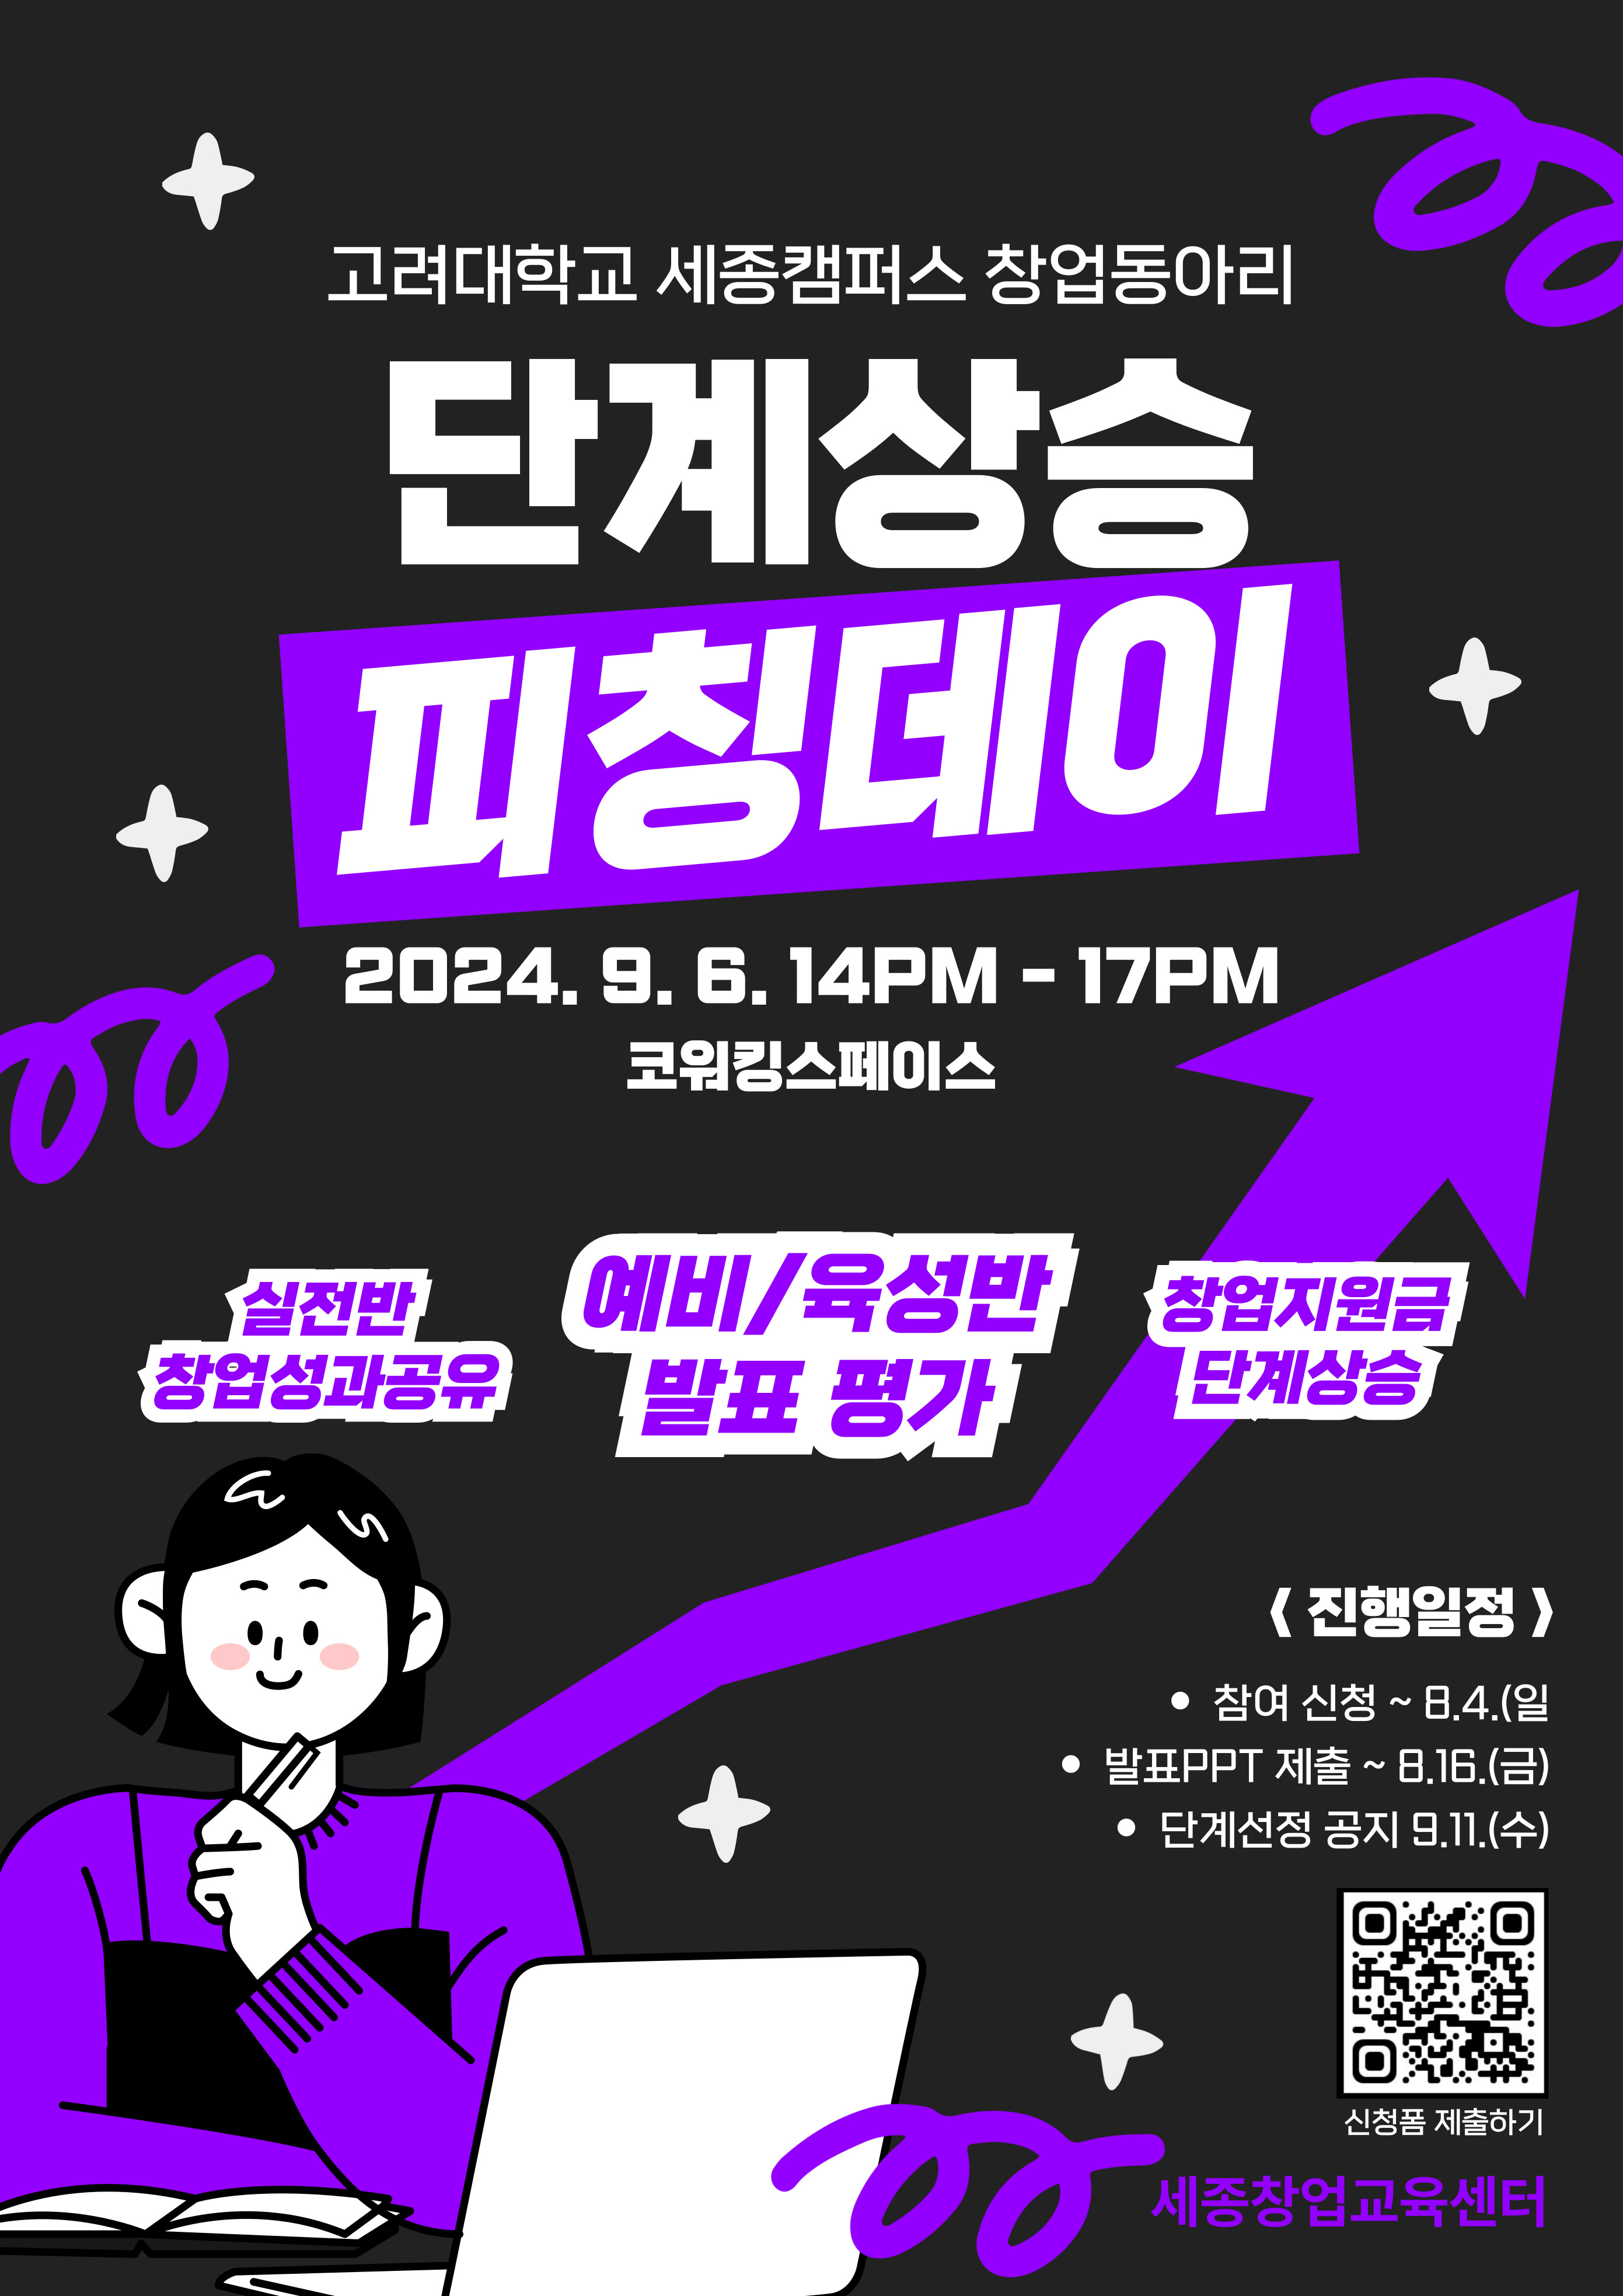 고려대학교 세종캠퍼스 창업동아리
단계상승
피칭데이
2024. 9. 6. 14PM - 17PM
코워킹스페이스
실전반
창업성과공유
예비/육성반
발표 평가
창업지원금
단계상승
〈 진행일정 〉
• 참여 신청 ~ 8.4.(일
• 발표PPT 제출 ~ 8.16.(금)
• 단계선정 공지 9.11.(수)
신청폼 제출하기
세종창업교육센터